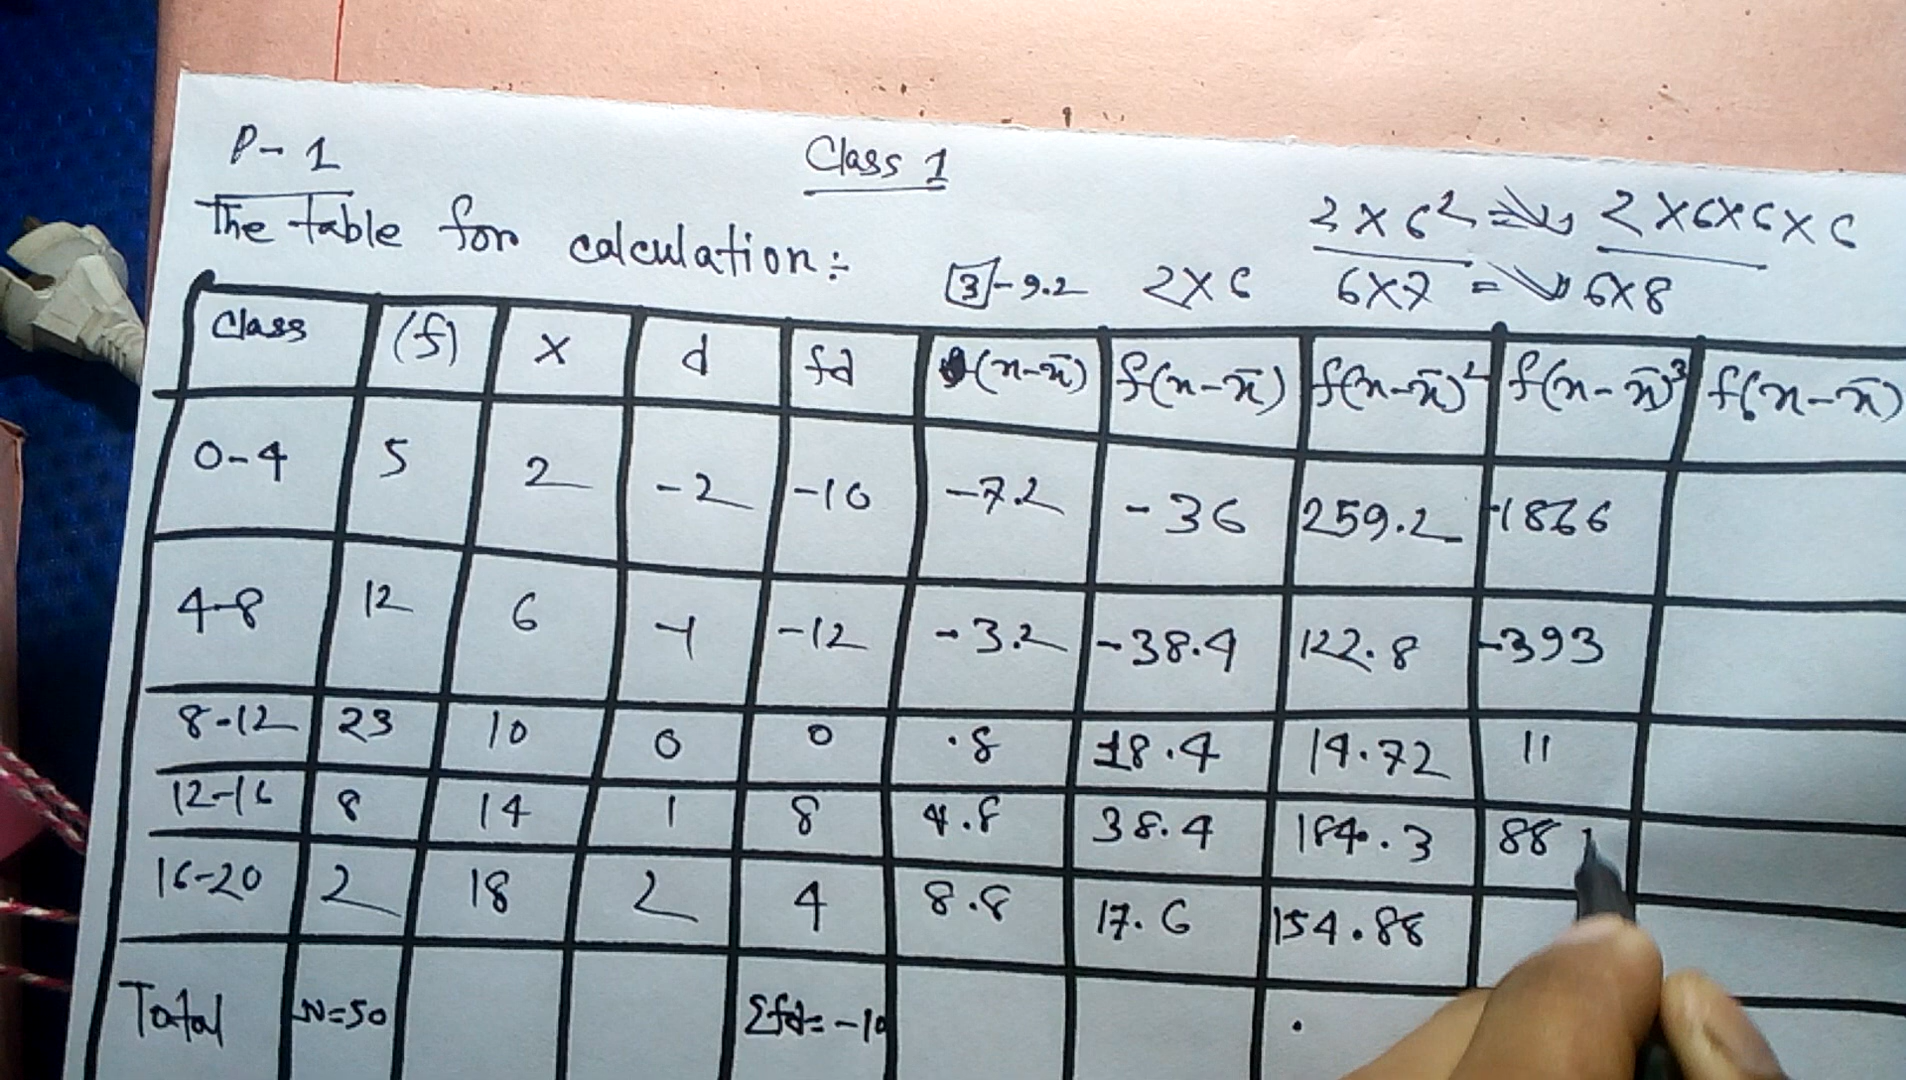 P-1
Class 1
The table for calculation:
2×6² = 2×6×6×6
3-9.2 2×6 6×7 = 6×8
Class (f) x d fd (x-x̄) f(x-x̄) f(x-x̄)² f(x-x̄)³ f(x-x̄)
0-4 5 2 -2 -10 -7.2 -36 259.2 -1866
4-8 12 6 -1 -12 -3.2 -38.4 122.8 -393
8-12 23 10 0 0 .8 18.4 14.72 11
12-16 8 14 1 8 4.8 38.4 184.3 88
16-20 2 18 2 4 8.8 17.6 154.88
Total N=50 Σfd=-10